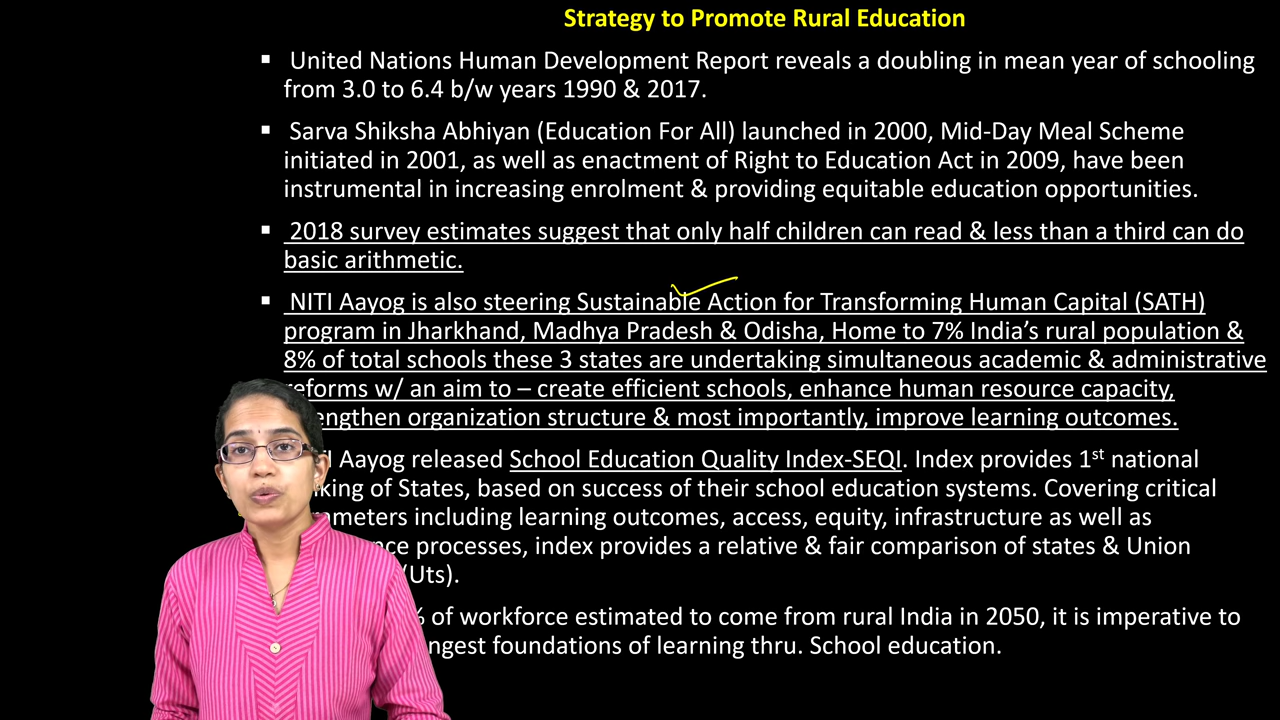 Strategy to Promote Rural Education
▪ United Nations Human Development Report reveals a doubling in mean year of schooling
from 3.0 to 6.4 b/w years 1990 & 2017.
▪ Sarva Shiksha Abhiyan (Education For All) launched in 2000, Mid-Day Meal Scheme
initiated in 2001, as well as enactment of Right to Education Act in 2009, have been
instrumental in increasing enrolment & providing equitable education opportunities.
▪ 2018 survey estimates suggest that only half children can read & less than a third can do
basic arithmetic.
▪ NITI Aayog is also steering Sustainable Action for Transforming Human Capital (SATH)
program in Jharkhand, Madhya Pradesh & Odisha, Home to 7% India's rural population &
8% of total schools these 3 states are undertaking simultaneous academic & administrative
w/ an aim to – create efficient schools, enhance human resource capacity,
organization structure & most importantly, improve learning outcomes.
Aayog released School Education Quality Index-SEQI. Index provides 1st national
of States, based on success of their school education systems. Covering critical
including learning outcomes, access, equity, infrastructure as well as
processes, index provides a relative & fair comparison of states & Union
(Uts).
% of workforce estimated to come from rural India in 2050, it is imperative to
foundations of learning thru. School education.